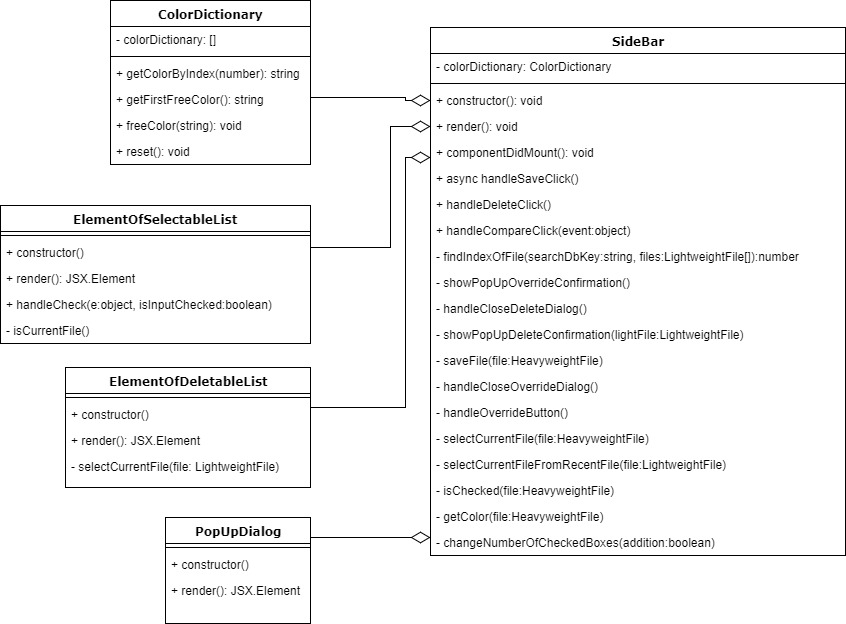 ColorDictionary
- colorDictionary: []
+ getColorByIndex(number): string
+ getFirstFreeColor(): string
+ freeColor(string): void
+ reset(): void
ElementOfSelectableList
+ constructor()
+ render(): JSX.Element
+ handleCheck(e:object, isInputChecked:boolean)
- isCurrentFile()
ElementOfDeletableList
+ constructor()
+ render(): JSX.Element
- selectCurrentFile(file: LightweightFile)
PopUpDialog
+ constructor()
+ render(): JSX.Element
SideBar
- colorDictionary: ColorDictionary
+ constructor(): void
+ render(): void
+ componentDidMount(): void
+ async handleSaveClick()
+ handleDeleteClick()
+ handleCompareClick(event:object)
- findIndexOfFile(searchDbKey:string, files:LightweightFile[]):number
- showPopUpOverrideConfirmation()
- handleCloseDeleteDialog()
- showPopUpDeleteConfirmation(lightFile:LightweightFile)
- saveFile(file:HeavyweightFile)
- handleCloseOverrideDialog()
- handleOverrideButton()
- selectCurrentFile(file:HeavyweightFile)
- selectCurrentFileFromRecentFile(file:LightweightFile)
- isChecked(file:HeavyweightFile)
- getColor(file:HeavyweightFile)
- changeNumberOfCheckedBoxes(addition:boolean)